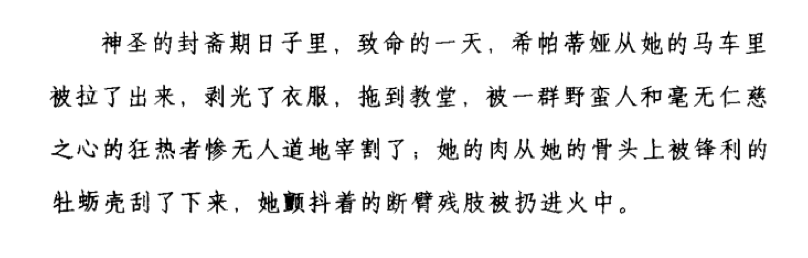 神圣的封斋期日子里，致命的一天，希帕蒂娅从她的马车里
被拉了出来，剥光了衣服，拖到教堂，被一群野蛮人和毫无仁慈
之心的狂热者惨无人道地宰割了；她的肉从她的骨头上被锋利的
牡蛎壳刮了下来，她颤抖着的断臂残肢被扔进火中。